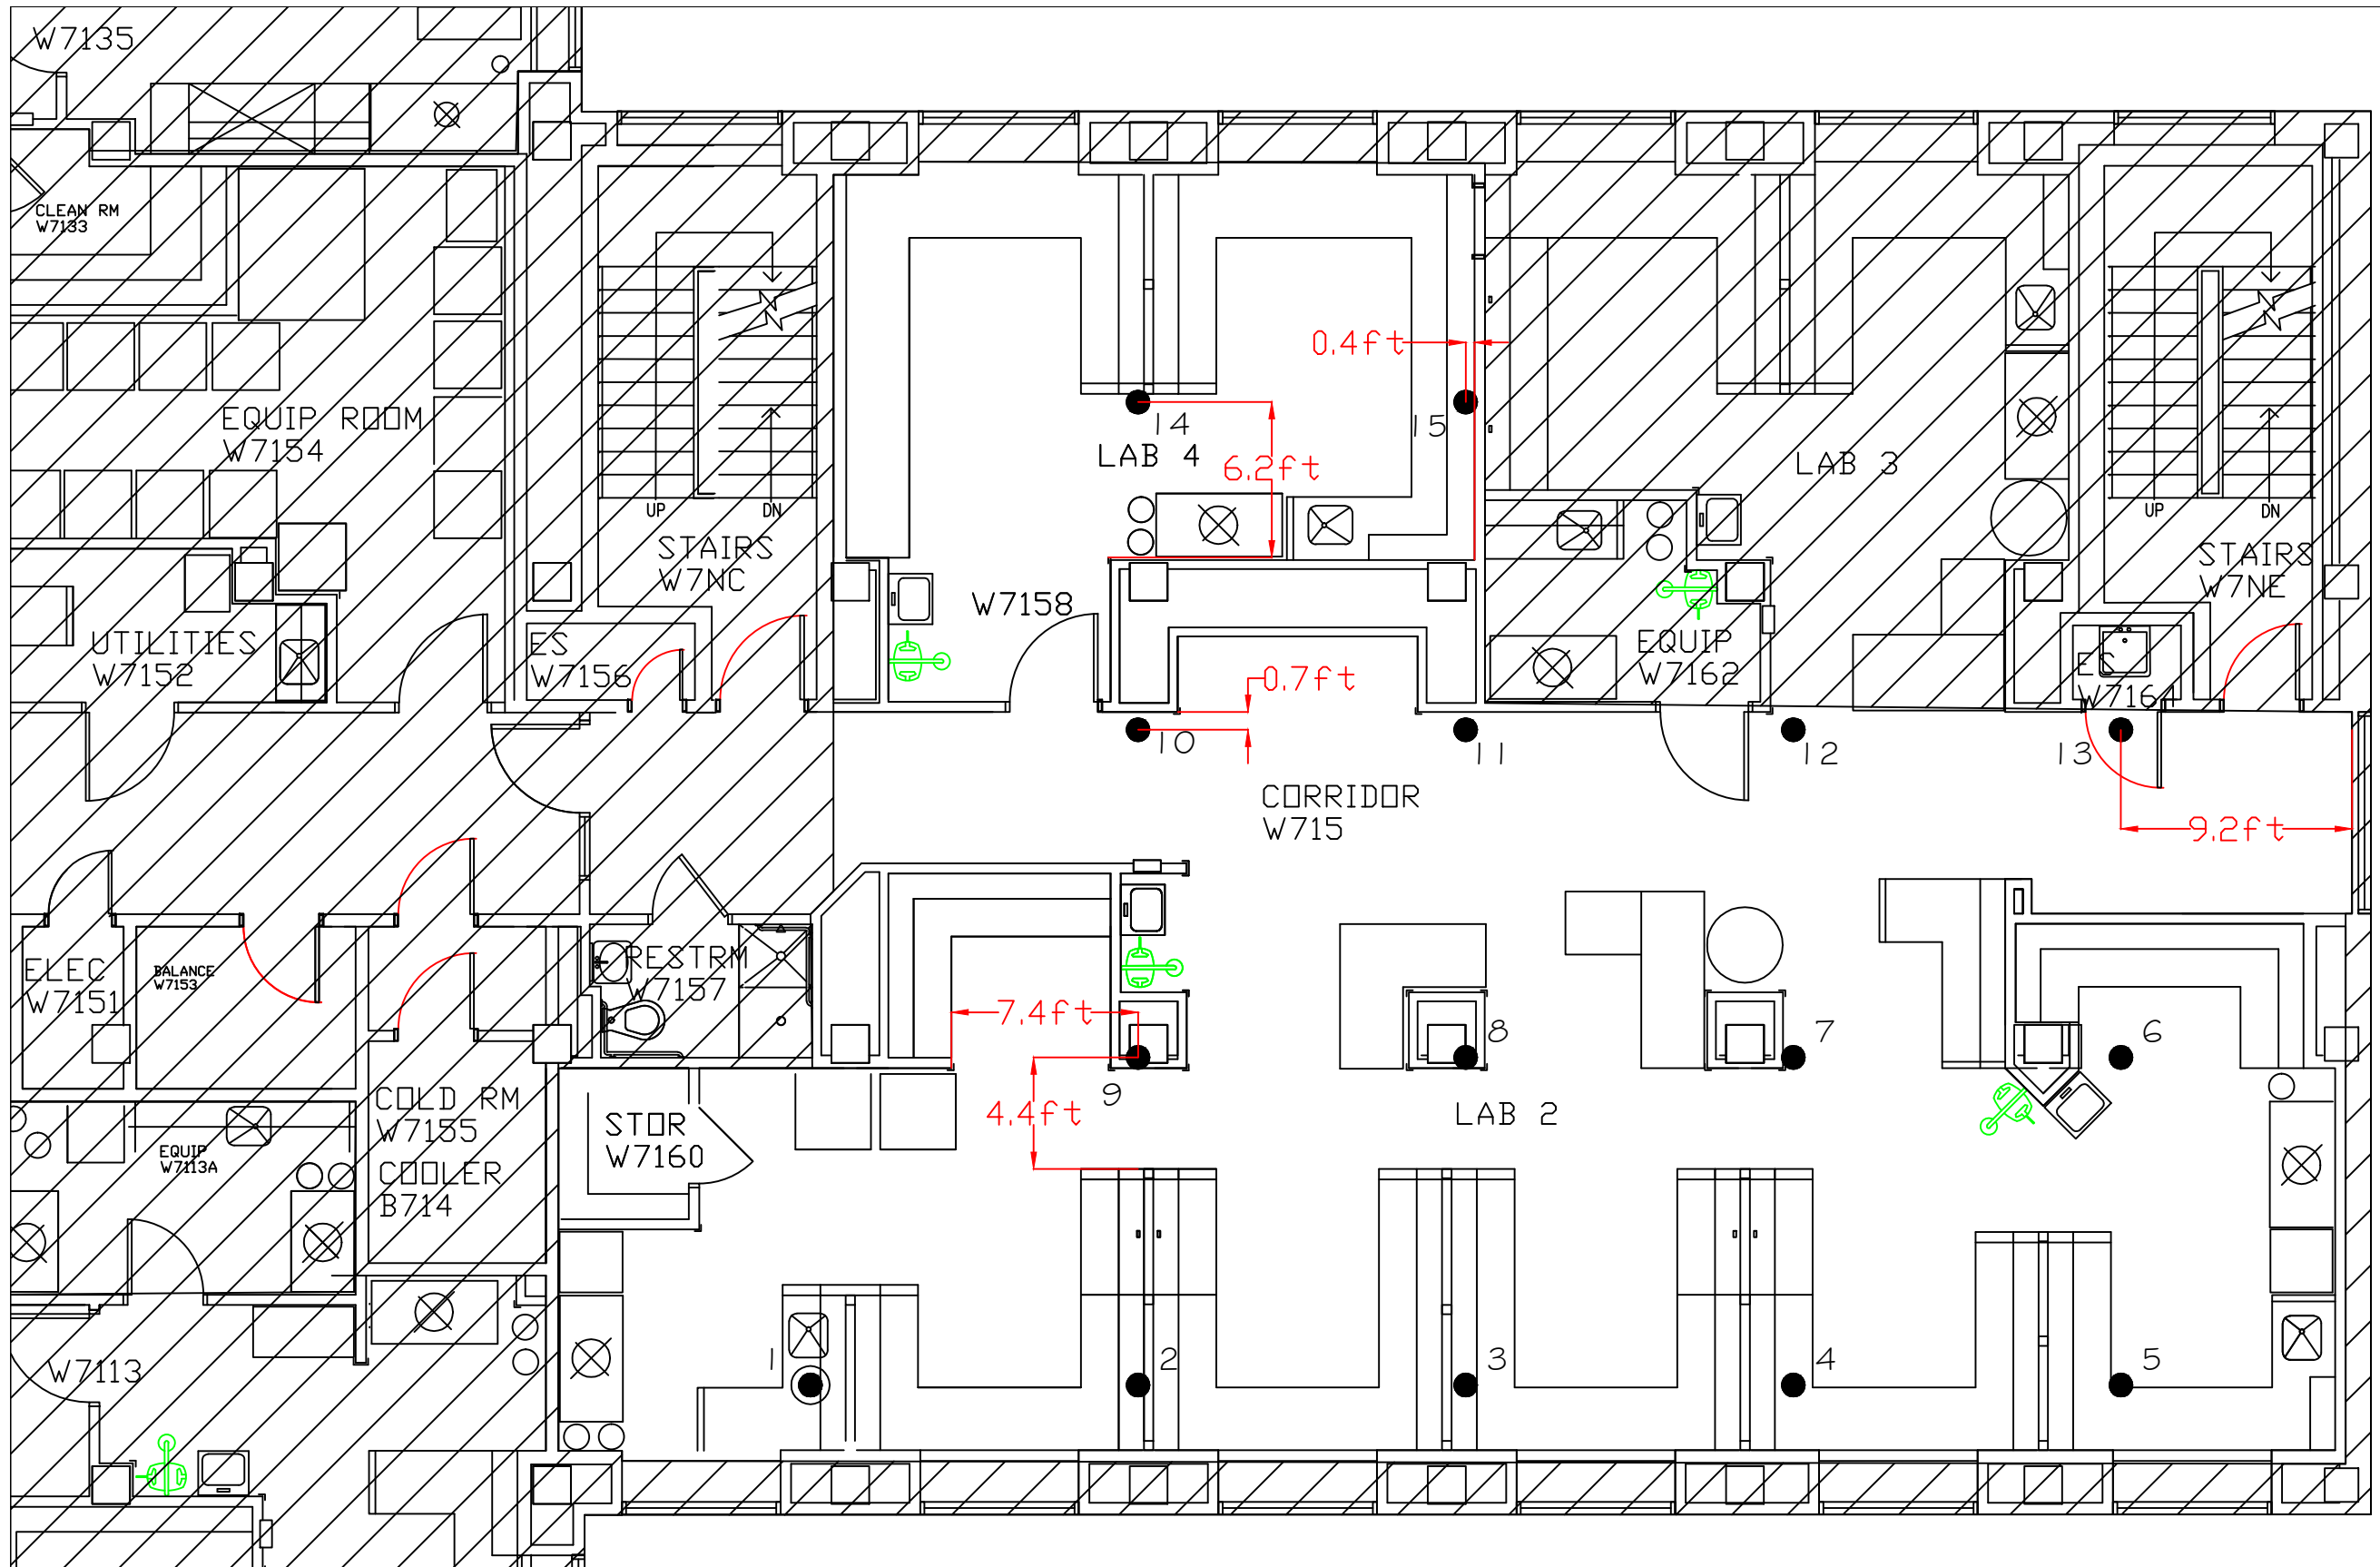 W7135
CLEAN RM
W7133
EQUIP ROOM
W7154
UP
DN
STAIRS
W7NC
0.4ft
14
15
LAB 4
6.2ft
LAB 3
UP
DN
STAIRS
W7NE
UTILITIES
W7152
ES
W7156
W7158
0.7ft
EQUIP
W7162
ES
W7164
10
11
12
13
CORRIDOR
W715
9.2ft
ELEC
W7151
BALANCE
W7153
RESTRM
W7157
7.4ft
8
7
6
9
4.4ft
LAB 2
COLD RM
W7155
STOR
W7160
EQUIP
W7113A
COOLER
B714
W7113
1
2
3
4
5